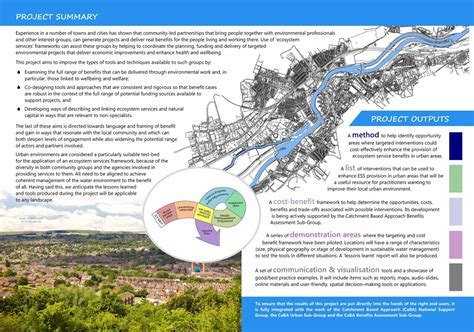 PROJECT SUMMARY
Experience in a number of towns and cities has shown that community-led partnerships that bring people together with environmental professionals
and other interest groups, can generate projects and deliver real benefits for the people living and working there. Use of 'ecosystem
services' frameworks can assist these groups by helping to coordinate the planning, funding and delivery of targeted
environmental projects that deliver economic improvements and enhance health and wellbeing.
This project aims to improve the types of tools and techniques available to such groups by:
Examining the full range of benefits that can be delivered through environmental work and, in
particular, those linked to wellbeing and welfare;
Co-designing tools and approaches that are consistent and rigorous so that benefit cases
are robust in the context of the full range of potential funding sources available to support
projects, and;
Developing ways of describing and linking ecosystem services and natural
capital in ways that are relevant to non-specialists.
The last of these aims is directed towards language and framing of benefit
and gain in ways that resonate with the local community and which can
both deepen levels of engagement while also widening the potential range
of actors and partners involved.
Urban environments are considered a particularly suitable test-bed
for the application of an ecosystem services framework, because of the
diversity in both community groups and the agencies involved in
providing services to them. All need to be aligned to achieve
coherent management of the water environment to the benefit of
all. Having said this, we anticipate the lessons learned
and tools produced during the project will be applicable
to any landscape.
PROJECT OUTPUTS
A method to help identify opportunity
areas where targeted interventions could
cost-effectively enhance the provision of
ecosystem service benefits in urban areas.
A list of interventions that can be used to
enhance ESS provision in urban areas and will be
a useful resource for practitioners wanting to
improve their local urban environment.
A cost-benefit framework to help determine the opportunities, costs,
benefits and trade-offs associated with possible interventions. Its development
is being actively supported by the Catchment Based Approach Benefits
Assessment Sub-Group.
A series of demonstration areas where the targeting and cost
benefit framework have been piloted. Locations will have a range of characteristics
(size, physical geography or stage of development in sustainable water management)
to test the tools in different situations. A 'lessons learnt' report will also be produced.
A set of communication & visualisation tools and a showcase of
good/best practice examples. It will include items such as reports, maps, audio-slides,
online materials and user-friendly, special-decision making or educational tools.
To ensure that the results of this project are put directly into the hands of the right end users, it
is fully integrated with the work of the Catchment Based Approach (CaBA) National Support
Group, the CaBA Urban Sub-Group and the CaBA Benefits Assessment Sub-Group.